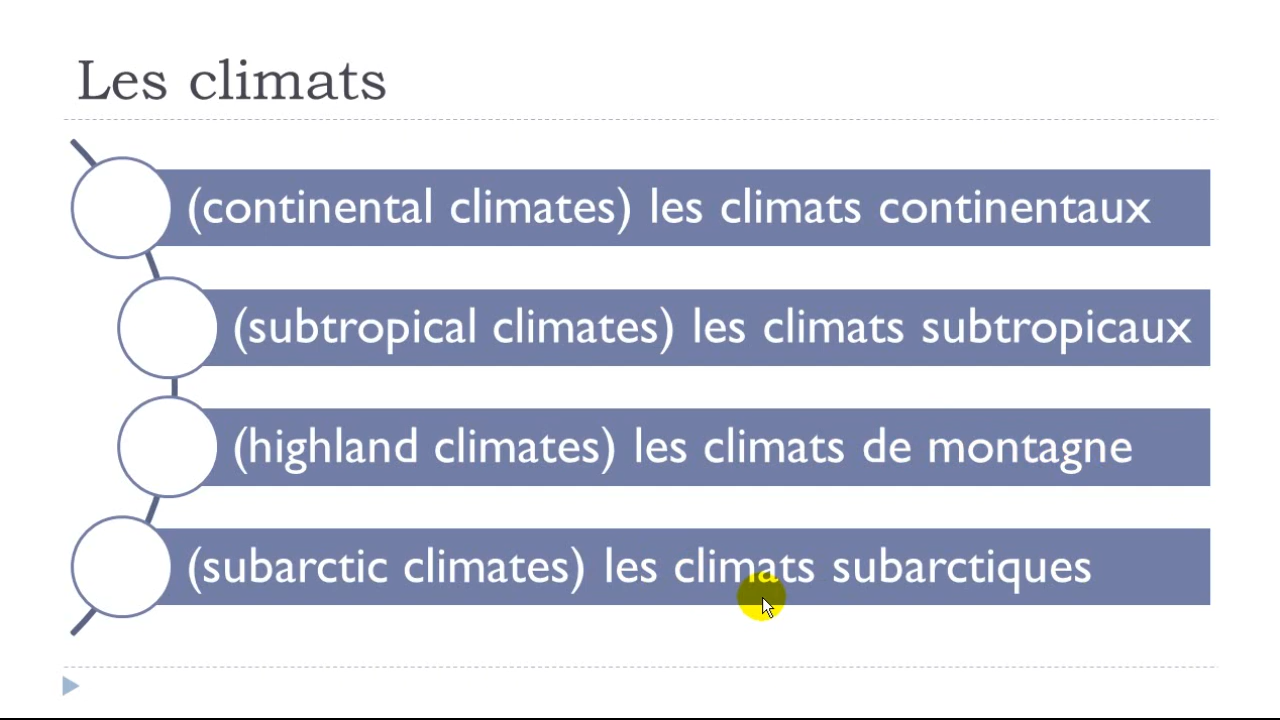 Les climats
(continental climates) les climats continentaux
(subtropical climates) les climats subtropicaux
(highland climates) les climats de montagne
(subarctic climates) les climats subarctiques